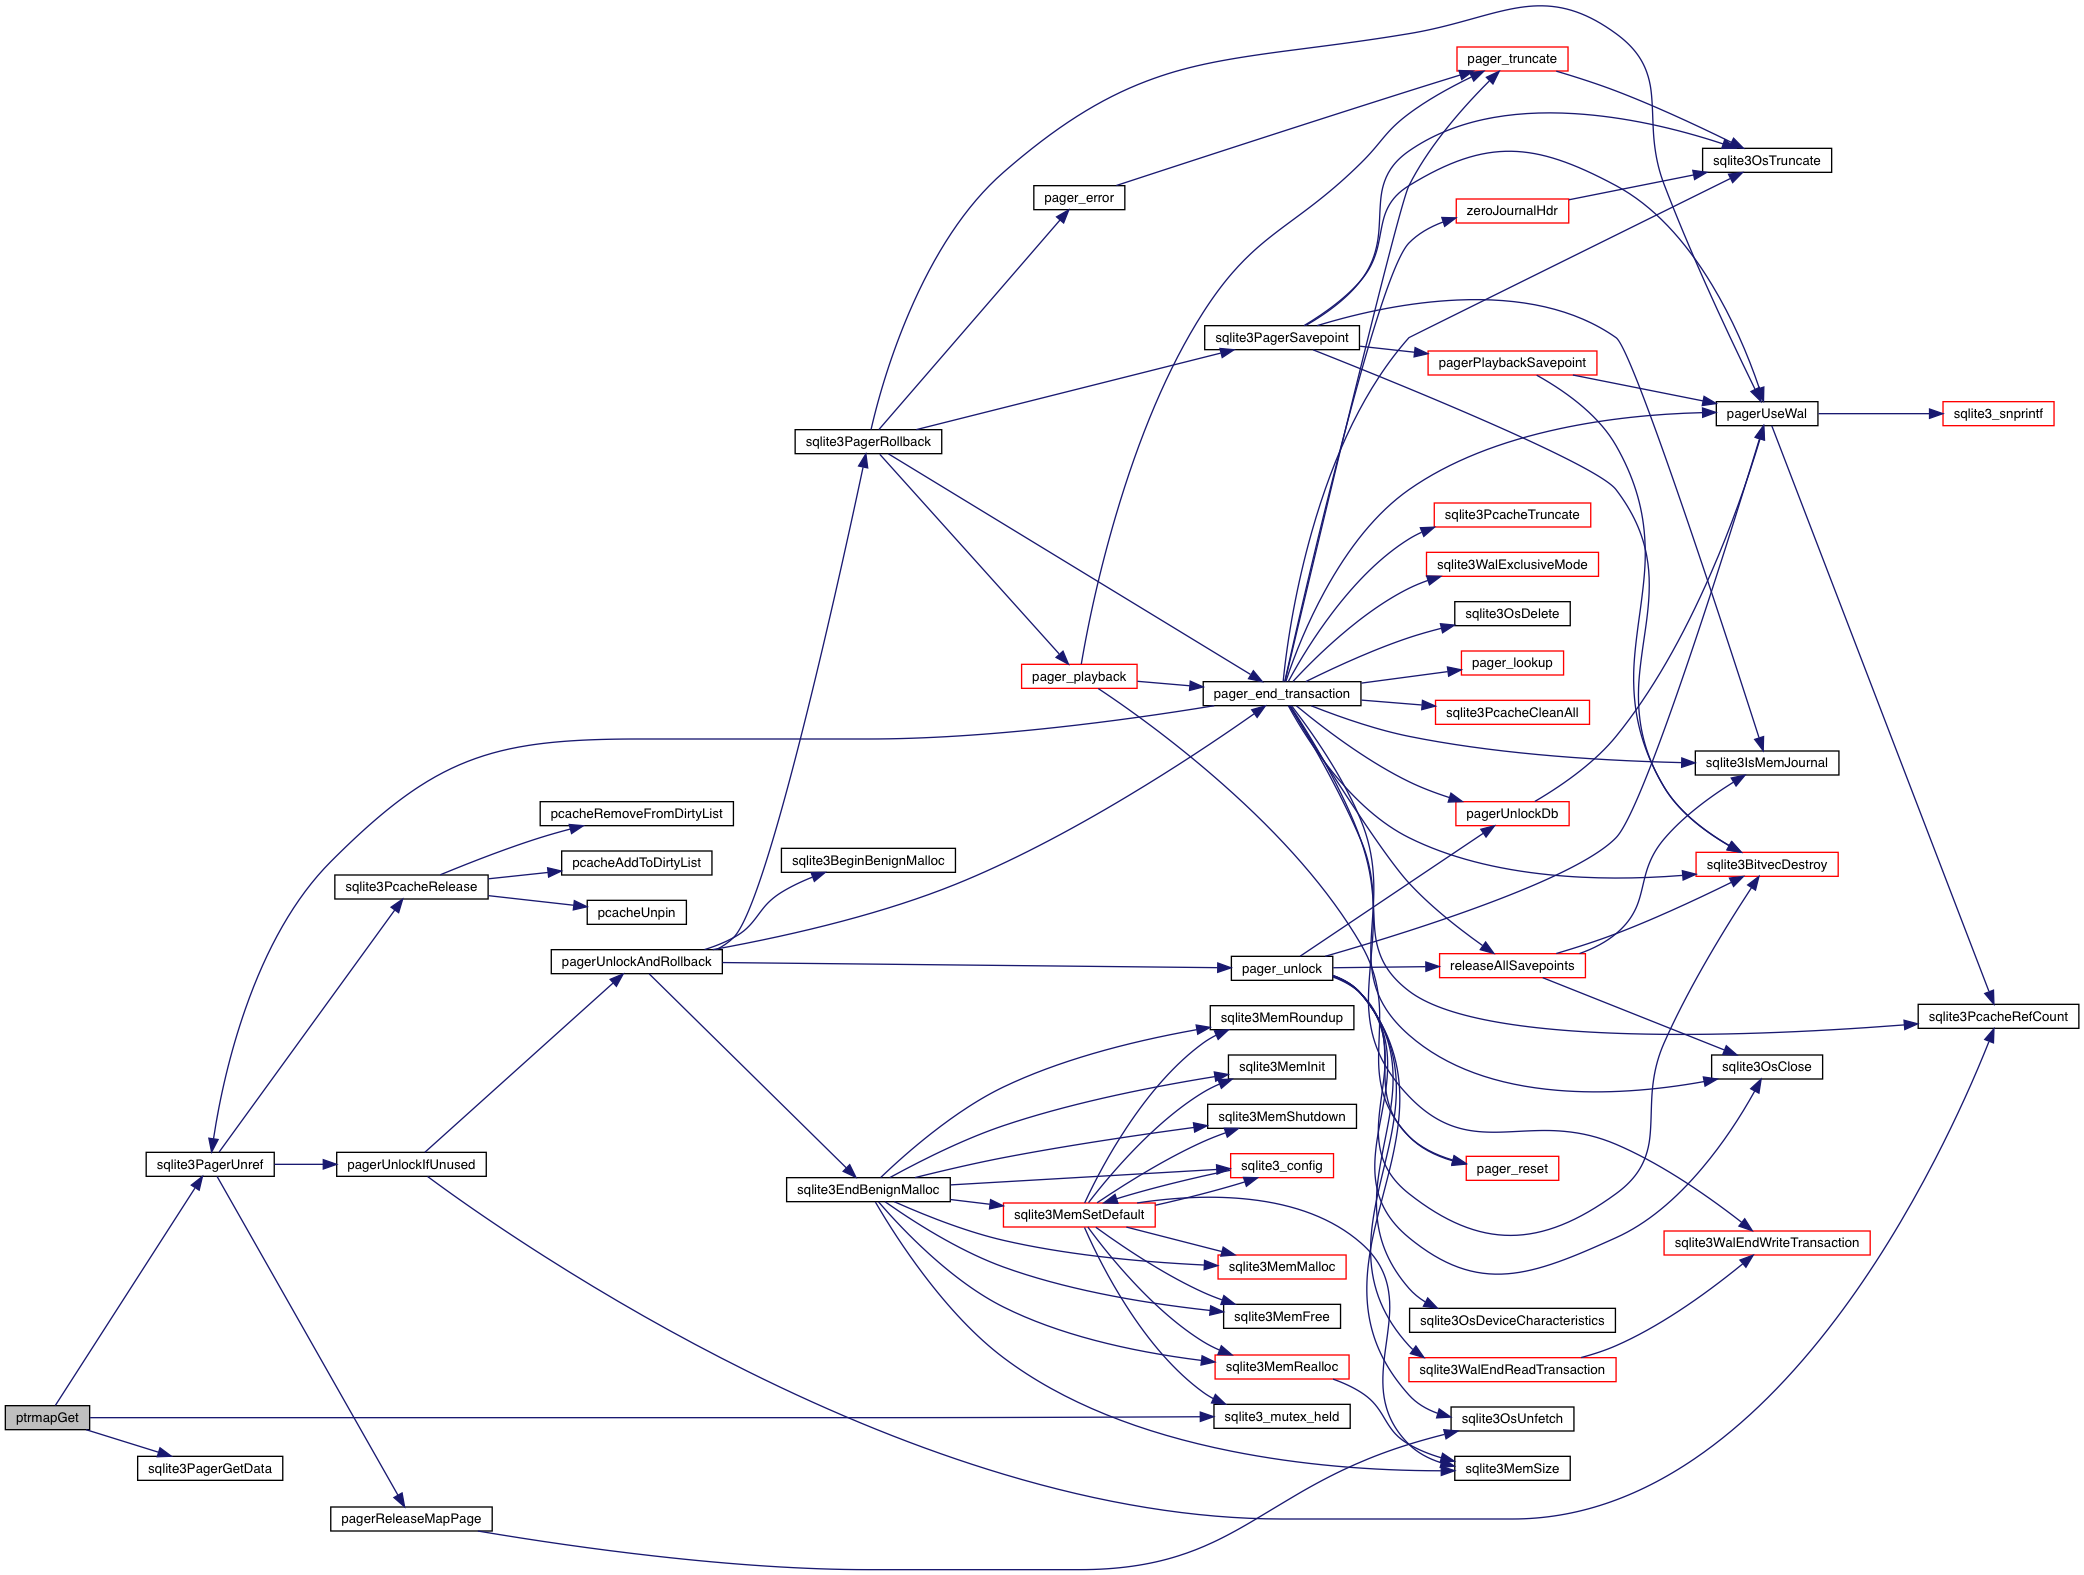 pager_truncate
sqlite3OsTruncate
pager_error
zeroJournalHdr
sqlite3PagerSavepoint
pagerPlaybackSavepoint
pagerUseWal
sqlite3_snprintf
sqlite3PagerRollback
sqlite3PcacheTruncate
sqlite3WalExclusiveMode
sqlite3OsDelete
pager_lookup
pager_playback
pager_end_transaction
sqlite3PcacheCleanAll
sqlite3IsMemJournal
pcacheRemoveFromDirtyList
pagerUnlockDb
pcacheAddToDirtyList
sqlite3BeginBenignMalloc
sqlite3BitvecDestroy
sqlite3PcacheRelease
pcacheUnpin
pagerUnlockAndRollback
pager_unlock
releaseAllSavepoints
sqlite3MemRoundup
sqlite3PcacheRefCount
sqlite3MemInit
sqlite3OsClose
sqlite3MemShutdown
sqlite3PagerUnref
pagerUnlockIfUnused
sqlite3_config
pager_reset
sqlite3EndBenignMalloc
sqlite3MemSetDefault
sqlite3WalEndWriteTransaction
sqlite3MemMalloc
sqlite3MemFree
sqlite3OsDeviceCharacteristics
sqlite3MemRealloc
sqlite3WalEndReadTransaction
ptrmapGet
sqlite3_mutex_held
sqlite3OsUnfetch
sqlite3PagerGetData
sqlite3MemSize
pagerReleaseMapPage